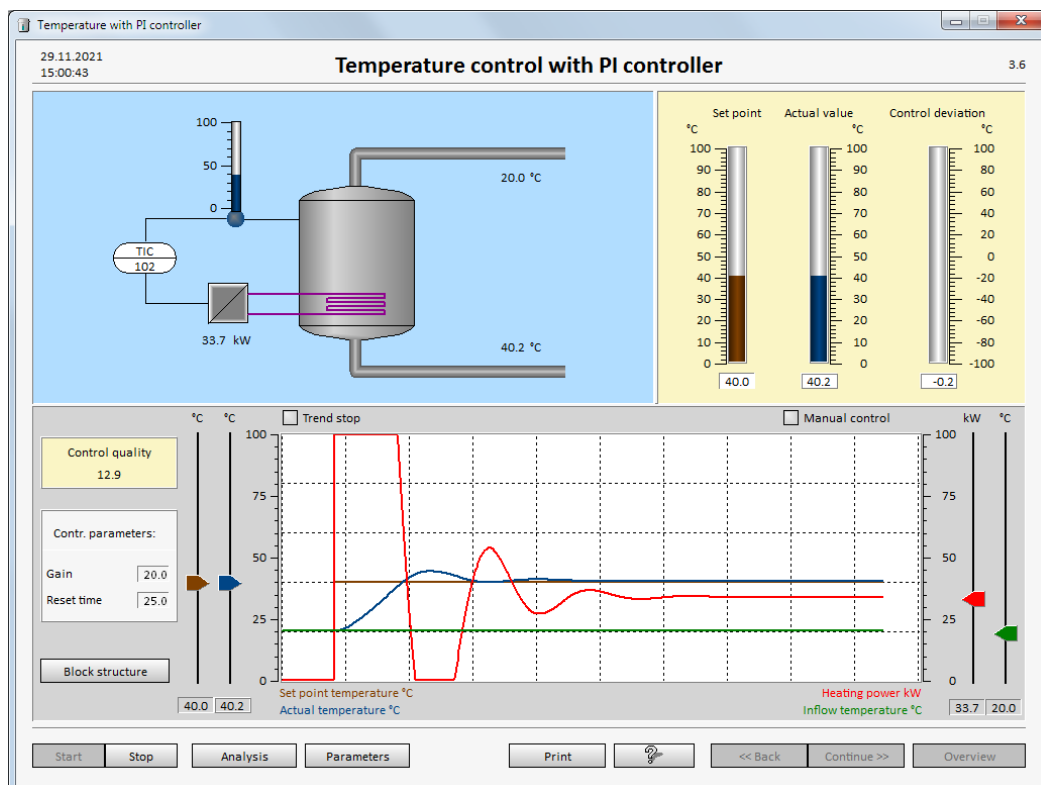 Temperature with PI controller
29.11.2021
15:00:43
Temperature control with PI controller
3.6
100
50
0
TIC
102
33.7 kW
20.0 °C
40.2 °C
Set point Actual value Control deviation
°C °C °C
100 100 100
90 90 80
80 80 60
70 70 40
60 60 20
50 50 0
40 40 -20
30 30 -40
20 20 -60
10 10 -80
0 0 -100
40.0 40.2 -0.2
°C °C Trend stop Manual control kW °C
Control quality
12.9
Contr. parameters:
Gain 20.0
Reset time 25.0
Block structure
100 100
75 75
50 50
25 25
0 0
40.0 40.2
Set point temperature °C Heating power kW
Actual temperature °C Inflow temperature °C
33.7 20.0
Start Stop Analysis Parameters Print ? << Back Continue >> Overview